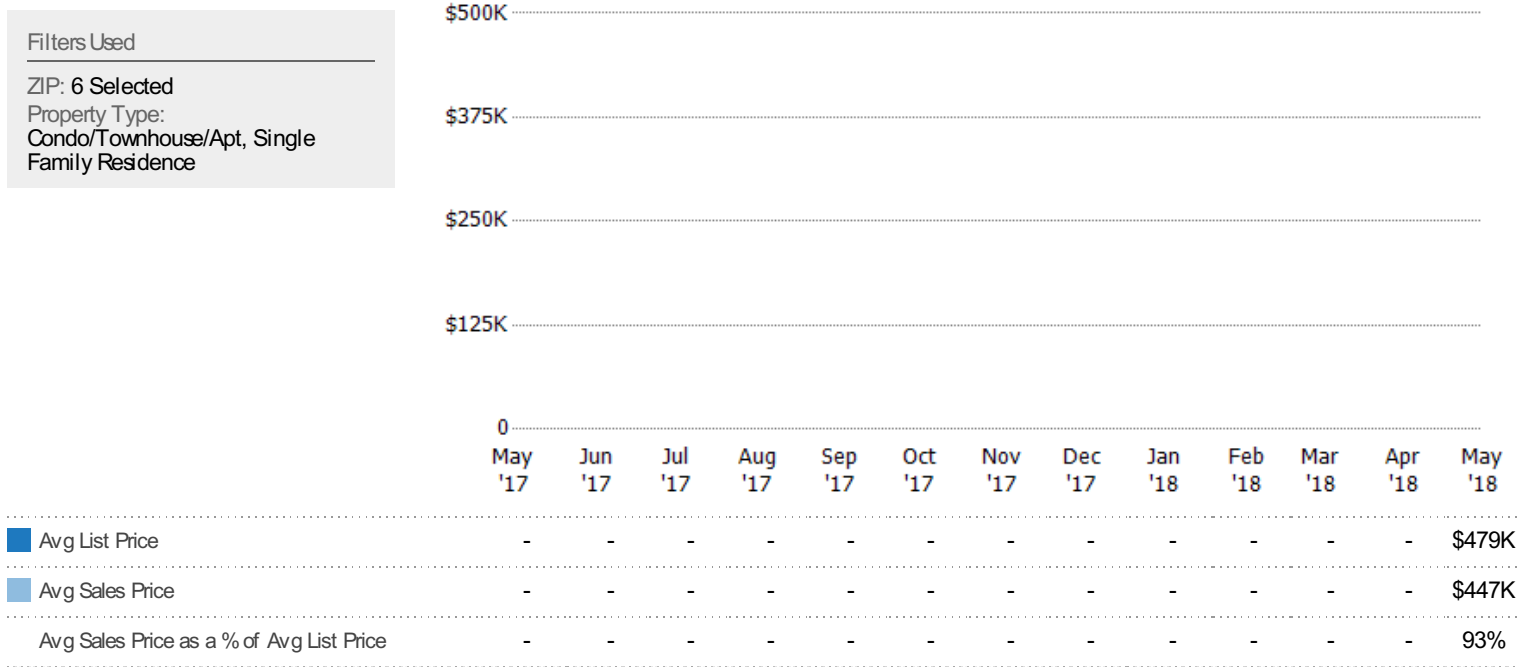 Filters Used
ZIP: 6 Selected
Property Type:
Condo/Townhouse/Apt, Single
Family Residence
$500K
$375K
$250K
$125K
0
May Jun Jul Aug Sep Oct Nov Dec Jan Feb Mar Apr May
'17 '17 '17 '17 '17 '17 '17 '17 '18 '18 '18 '18 '18
Avg List Price - - - - - - - - - - - - $479K
Avg Sales Price - - - - - - - - - - - - $447K
Avg Sales Price as a % of Avg List Price - - - - - - - - - - - - 93%